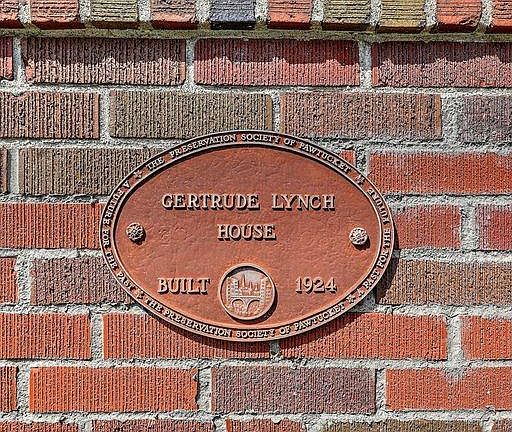 THE PRESERVATION SOCIETY OF PAWTUCKET
GERTRUDE LYNCH
HOUSE
BUILT 1924
THE PRESERVATION SOCIETY OF PAWTUCKET